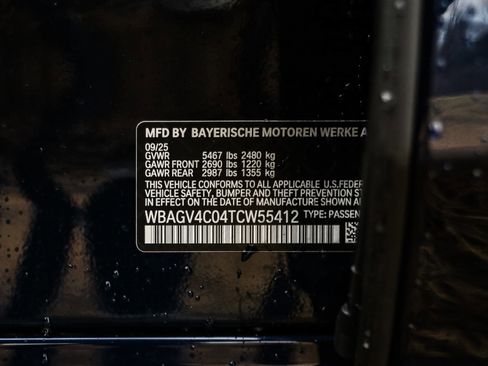 MFD BY BAYERISCHE MOTOREN WERKE A
09/25
GVWR 5467 lbs 2480 kg
GAWR FRONT 2690 lbs 1220 kg
GAWR REAR 2987 lbs 1355 kg
THIS VEHICLE CONFORMS TO ALL APPLICABLE U.S.FEDER
VEHICLE SAFETY, BUMPER AND THEFT PREVENTION ST
IN EFFECT ON THE DATE OF MANUFACTURE SHOWN A
WBAGV4C04TCW55412 TYPE: PASSEN